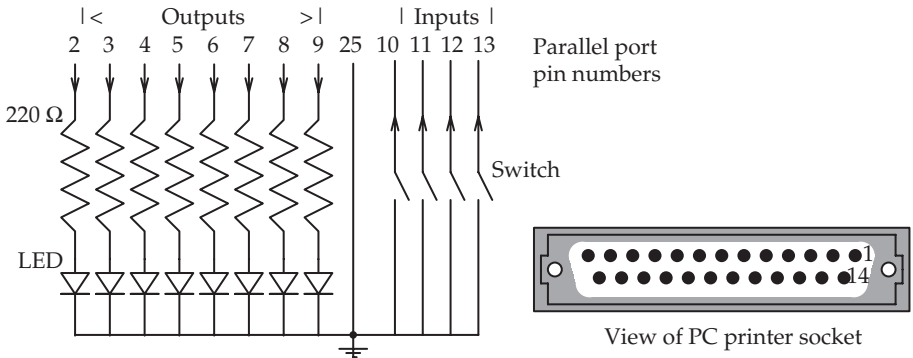 |< Outputs >| | Inputs |
2 3 4 5 6 7 8 9 25 10 11 12 13
Parallel port
pin numbers
220 Ω
Switch
LED
1
14
View of PC printer socket